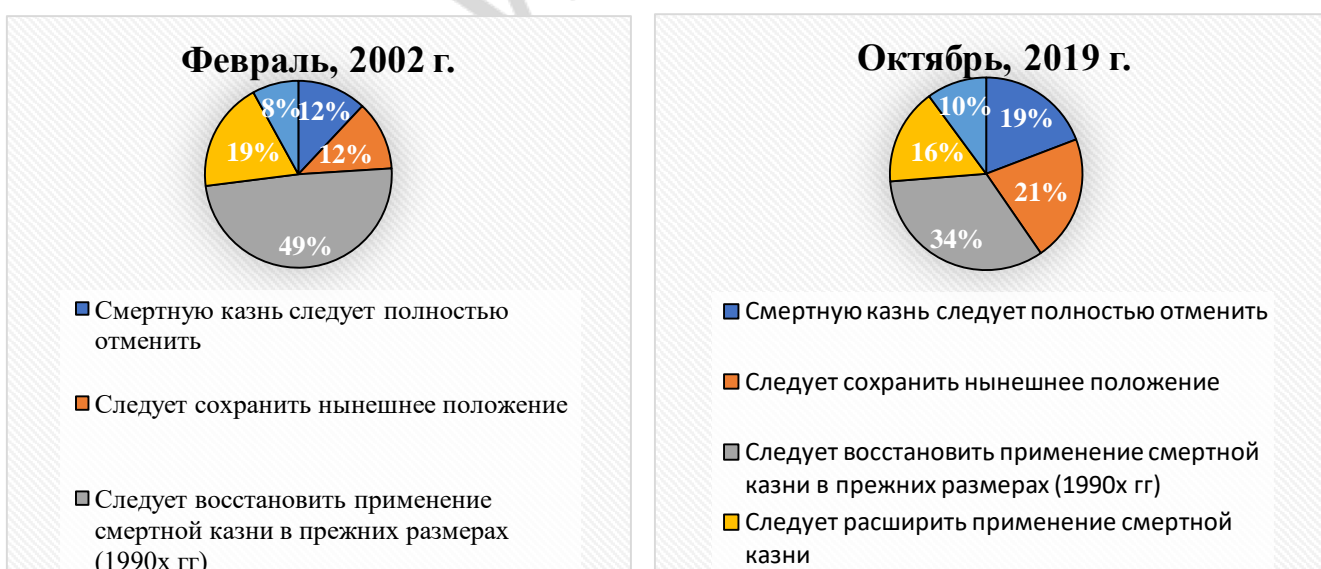 Февраль, 2002 г.
8%
12%
19%
12%
49%
Смертную казнь следует полностью
отменить
Следует сохранить нынешнее положение
Следует восстановить применение
смертной казни в прежних размерах
(1990х гг)
Октябрь, 2019 г.
10%
19%
16%
21%
34%
Смертную казнь следует полностью отменить
Следует сохранить нынешнее положение
Следует восстановить применение смертной
казни в прежних размерах (1990х гг)
Следует расширить применение смертной
казни